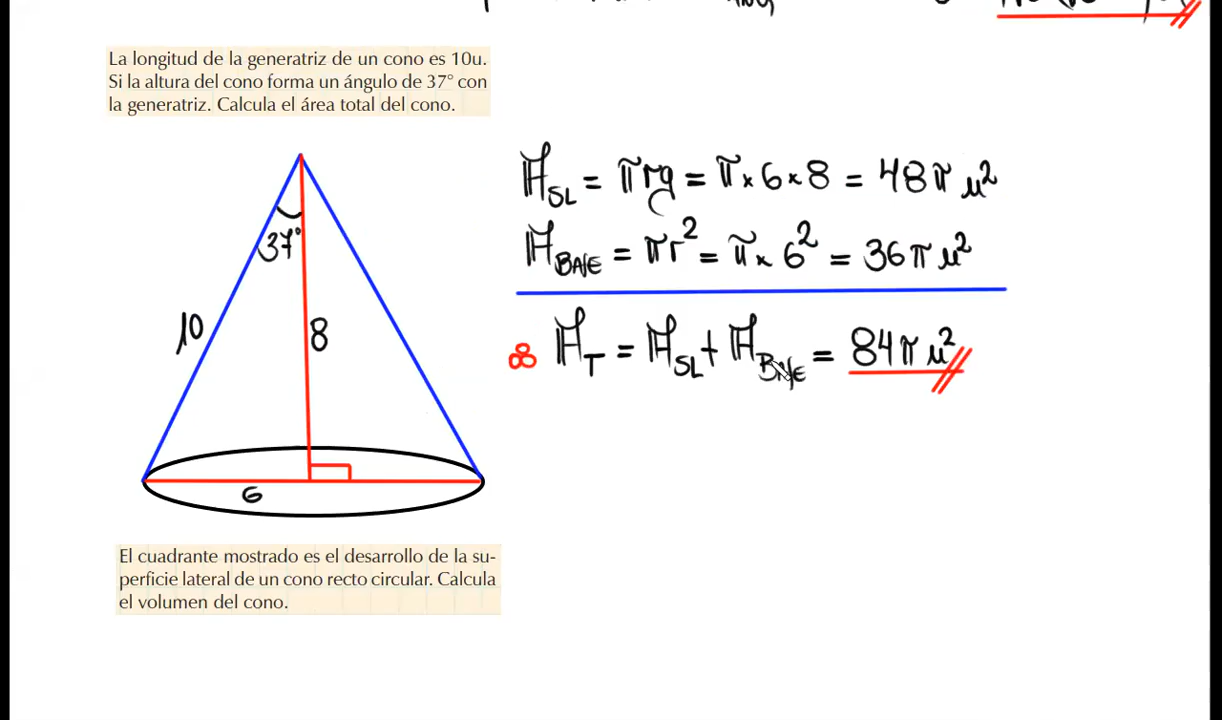 La longitud de la generatriz de un cono es 10u.
Si la altura del cono forma un ángulo de 37° con
la generatriz. Calcula el área total del cono.
A_SL = πrg = π×6×8 = 48π u²
37°
A_BASE = πr² = π×6² = 36π u²
10
8
∴ A_T = A_SL + A_BASE = 84π u²
6
El cuadrante mostrado es el desarrollo de la su-
perficie lateral de un cono recto circular. Calcula
el volumen del cono.